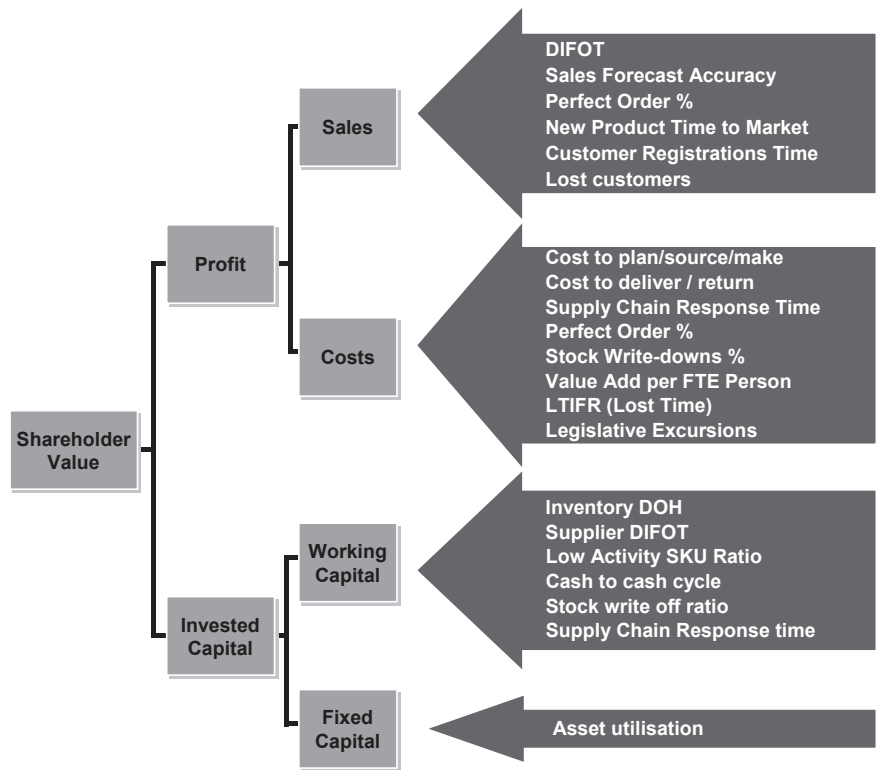 Shareholder
Value
Profit
Invested
Capital
Sales
Costs
Working
Capital
Fixed
Capital
DIFOT
Sales Forecast Accuracy
Perfect Order %
New Product Time to Market
Customer Registrations Time
Lost customers
Cost to plan/source/make
Cost to deliver / return
Supply Chain Response Time
Perfect Order %
Stock Write-downs %
Value Add per FTE Person
LTIFR (Lost Time)
Legislative Excursions
Inventory DOH
Supplier DIFOT
Low Activity SKU Ratio
Cash to cash cycle
Stock write off ratio
Supply Chain Response time
Asset utilisation